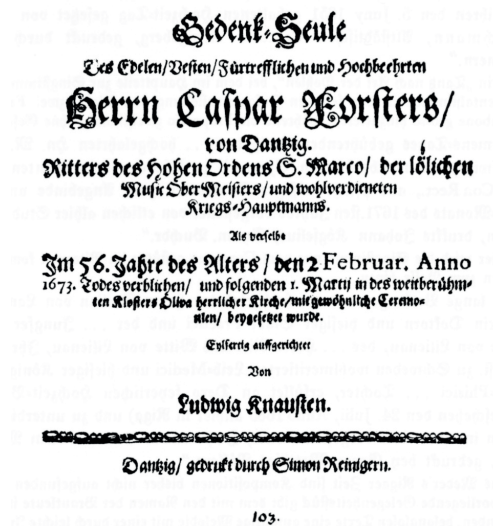 Gedenk-Seule
Des Edelen/Vesten/Fürtrefflichen und Hochbeehrten
Herrn Caspar Forsters/
von Dantzig.
Ritters des Hohen Ordens S. Marco/ der lölichen
Music Ober Meisters/ und wohlverdieneten
Kriegs-Hauptmanns.
Als derselbe
Im 56. Jahre des Alters/ den 2 Februar. Anno
1673. Todes verblichen/ und folgenden 1. Martij in des weitberühm-
ten Klosters Oliva herrlicher Kirche/mit gewöhnliche Ceremo-
nien/ beygesetzet wurde.
Eylfertig auffgerichtet
Von
Ludwig Knausten.
Dantzig/ gedrukt durch Simon Reinigern.
103.